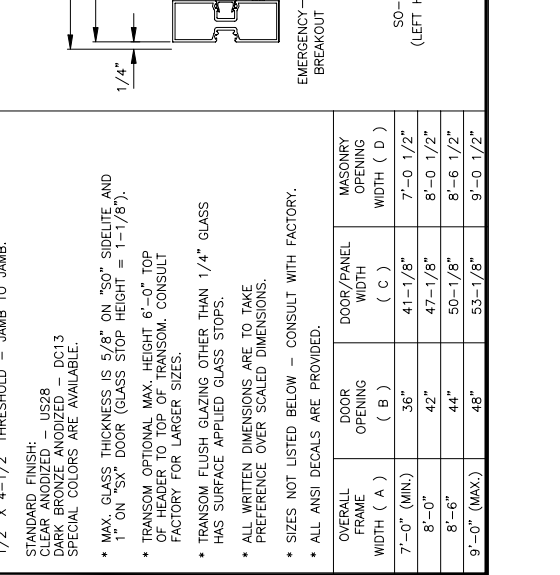 1/2" X 4-1/2" THRESHOLD – JAMB TO JAMB.
STANDARD FINISH:
CLEAR ANODIZED – US28
DARK BRONZE ANODIZED – DC13
SPECIAL COLORS ARE AVAILABLE.
* MAX. GLASS THICKNESS IS 5/8" ON "SO" SIDELITE AND
1" ON "SX" DOOR (GLASS STOP HEIGHT = 1-1/8").
* TRANSOM OPTIONAL MAX. HEIGHT 6'-0" TOP
OF HEADER TO TOP OF TRANSOM. CONSULT
FACTORY FOR LARGER SIZES.
* TRANSOM FLUSH GLAZING OTHER THAN 1/4" GLASS
HAS SURFACE APPLIED GLASS STOPS.
* ALL WRITTEN DIMENSIONS ARE TO TAKE
PREFERENCE OVER SCALED DIMENSIONS.
* SIZES NOT LISTED BELOW – CONSULT WITH FACTORY.
* ALL ANSI DECALS ARE PROVIDED.
1/4"
EMERGENCY
BREAKOUT
SO-
(LEFT H
OVERALL FRAME WIDTH ( A ) DOOR OPENING ( B ) DOOR/PANEL WIDTH ( C ) MASONRY OPENING WIDTH ( D )
7'-0" (MIN.) 36" 41-1/8" 7'-0 1/2"
8'-0" 42" 47-1/8" 8'-0 1/2"
8'-6" 44" 50-1/8" 8'-6 1/2"
9'-0" (MAX.) 48" 53-1/8" 9'-0 1/2"